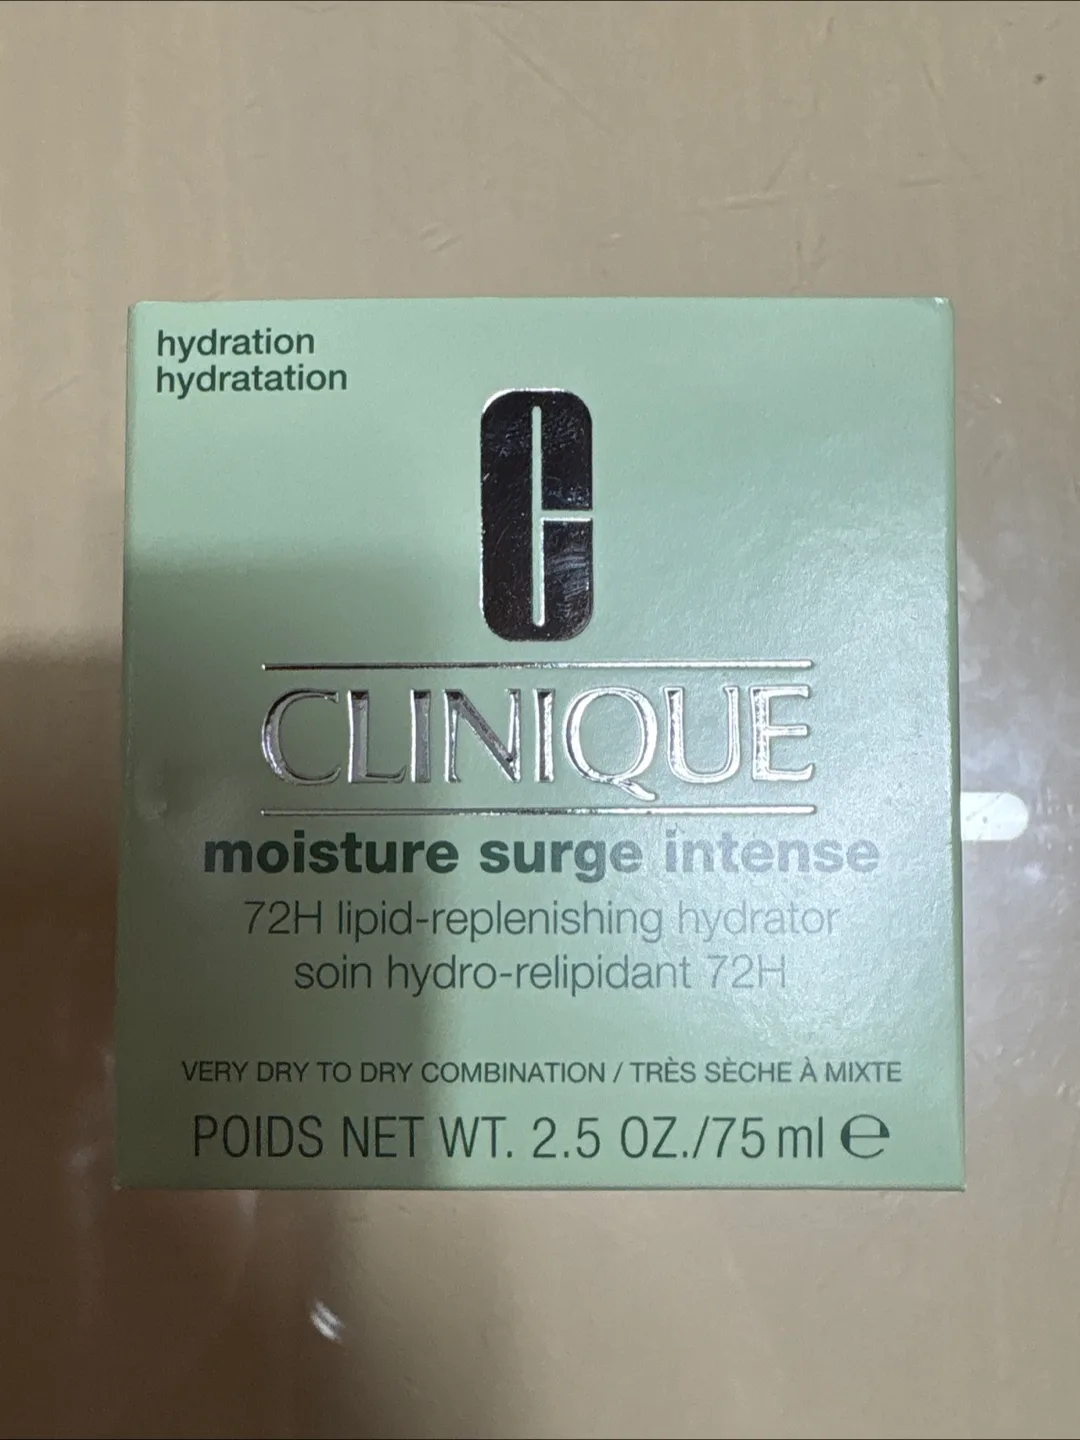 hydration
hydratation
C
CLINIQUE
moisture surge intense
72H lipid-replenishing hydrator
soin hydro-relipidant 72H
VERY DRY TO DRY COMBINATION / TRÈS SÈCHE À MIXTE
POIDS NET WT. 2.5 OZ./75 ml ℮